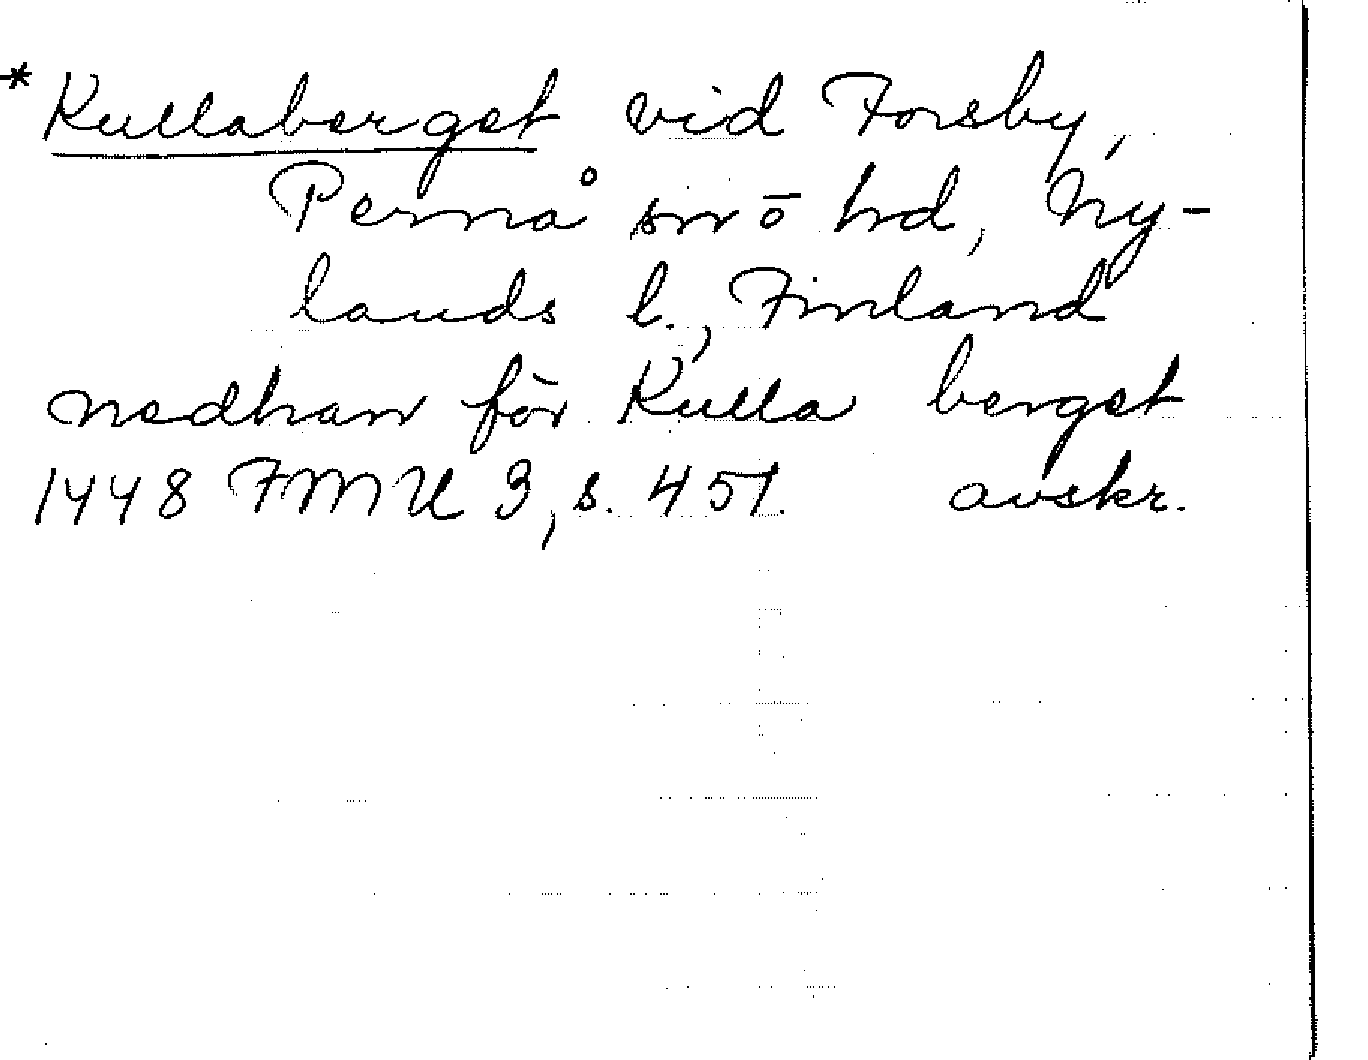 * Kullaberget vid Forsby,
Pernå sn o hd, Ny-
lands l., Finland
nedhan för Kulla berget
1448 FMU 3, s. 451. avskr.